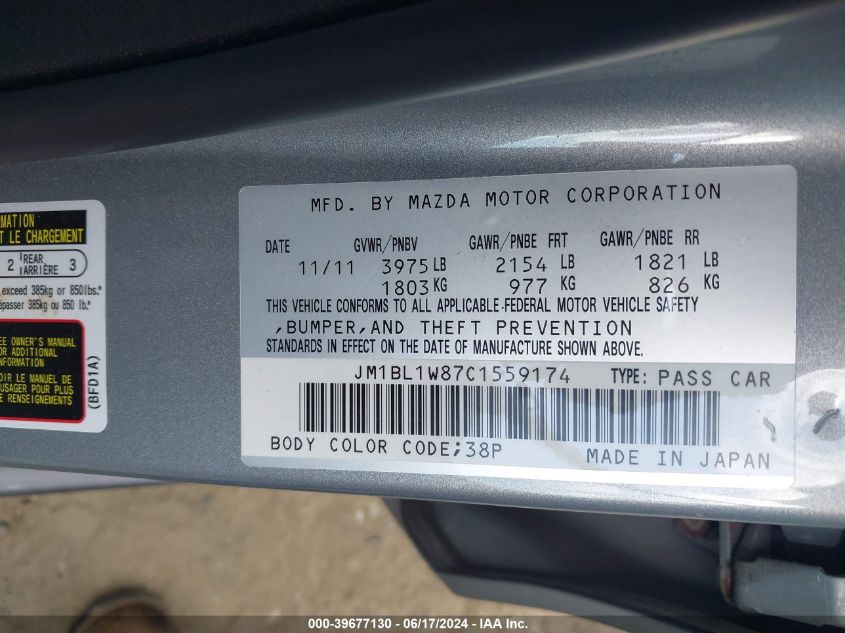 MATION
T LE CHARGEMENT
2 REAR ARRIÈRE 3
exceed 385kg or 850lbs.*
épasser 385kg ou 850 lb.*
EE OWNER'S MANUAL
OR ADDITIONAL
INFORMATION
OIR LE MANUEL DE
USAGER POUR PLUS
E RENSEIGNEMENTS
(BFD1A)
MFD. BY MAZDA MOTOR CORPORATION
DATE GVWR/PNBV GAWR/PNBE FRT GAWR/PNBE RR
11/11 3975 LB 2154 LB 1821 LB
1803 KG 977 KG 826 KG
THIS VEHICLE CONFORMS TO ALL APPLICABLE FEDERAL MOTOR VEHICLE SAFETY
,BUMPER,AND THEFT PREVENTION
STANDARDS IN EFFECT ON THE DATE OF MANUFACTURE SHOWN ABOVE.
JM1BL1W87C1559174 TYPE: PASS CAR
BODY COLOR CODE;38P
MADE IN JAPAN
000-39677130 - 06/17/2024 - IAA Inc.